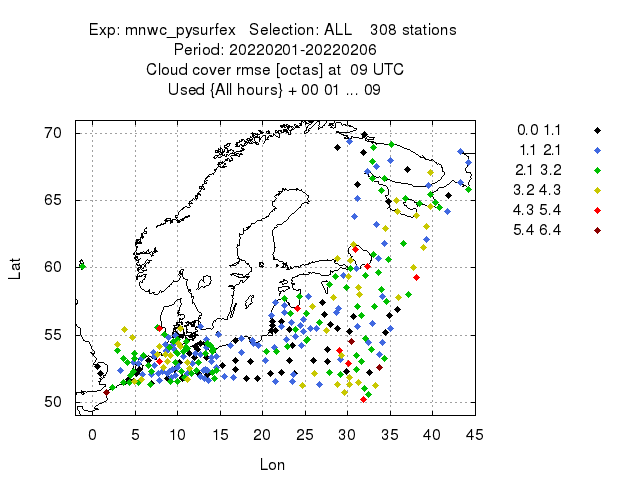 Exp: mnwc_pysurfex   Selection: ALL    308 stations
Period: 20220201-20220206
Cloud cover rmse [octas] at  09 UTC
Used {All hours} + 00 01 ... 09
70
65
60
55
50
Lat
0 5 10 15 20 25 30 35 40 45
Lon
0.0 1.1
1.1 2.1
2.1 3.2
3.2 4.3
4.3 5.4
5.4 6.4